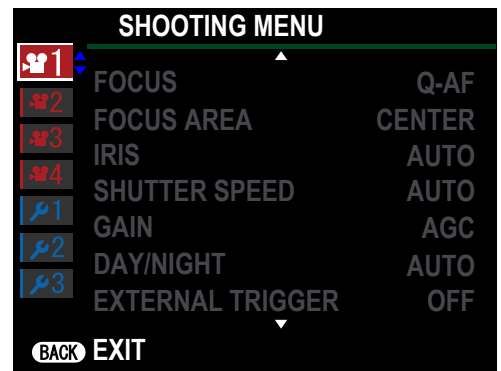 SHOOTING MENU
1
2
3
4
1
2
3
FOCUS Q-AF
FOCUS AREA CENTER
IRIS AUTO
SHUTTER SPEED AUTO
GAIN AGC
DAY/NIGHT AUTO
EXTERNAL TRIGGER OFF
BACK EXIT